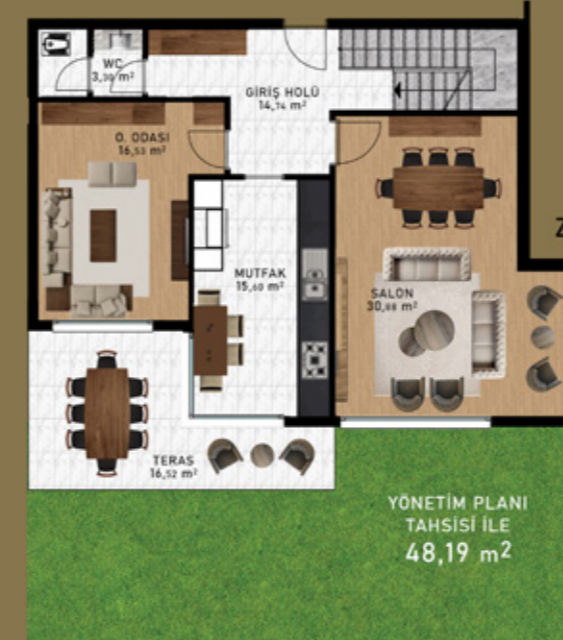 WC
3,30 m²
GİRİŞ HOLÜ
14,74 m²
O. ODASI
16,53 m²
MUTFAK
15,60 m²
SALON
30,88 m²
TERAS
16,52 m²
YÖNETİM PLANI
TAHSİSİ İLE
48,19 m²